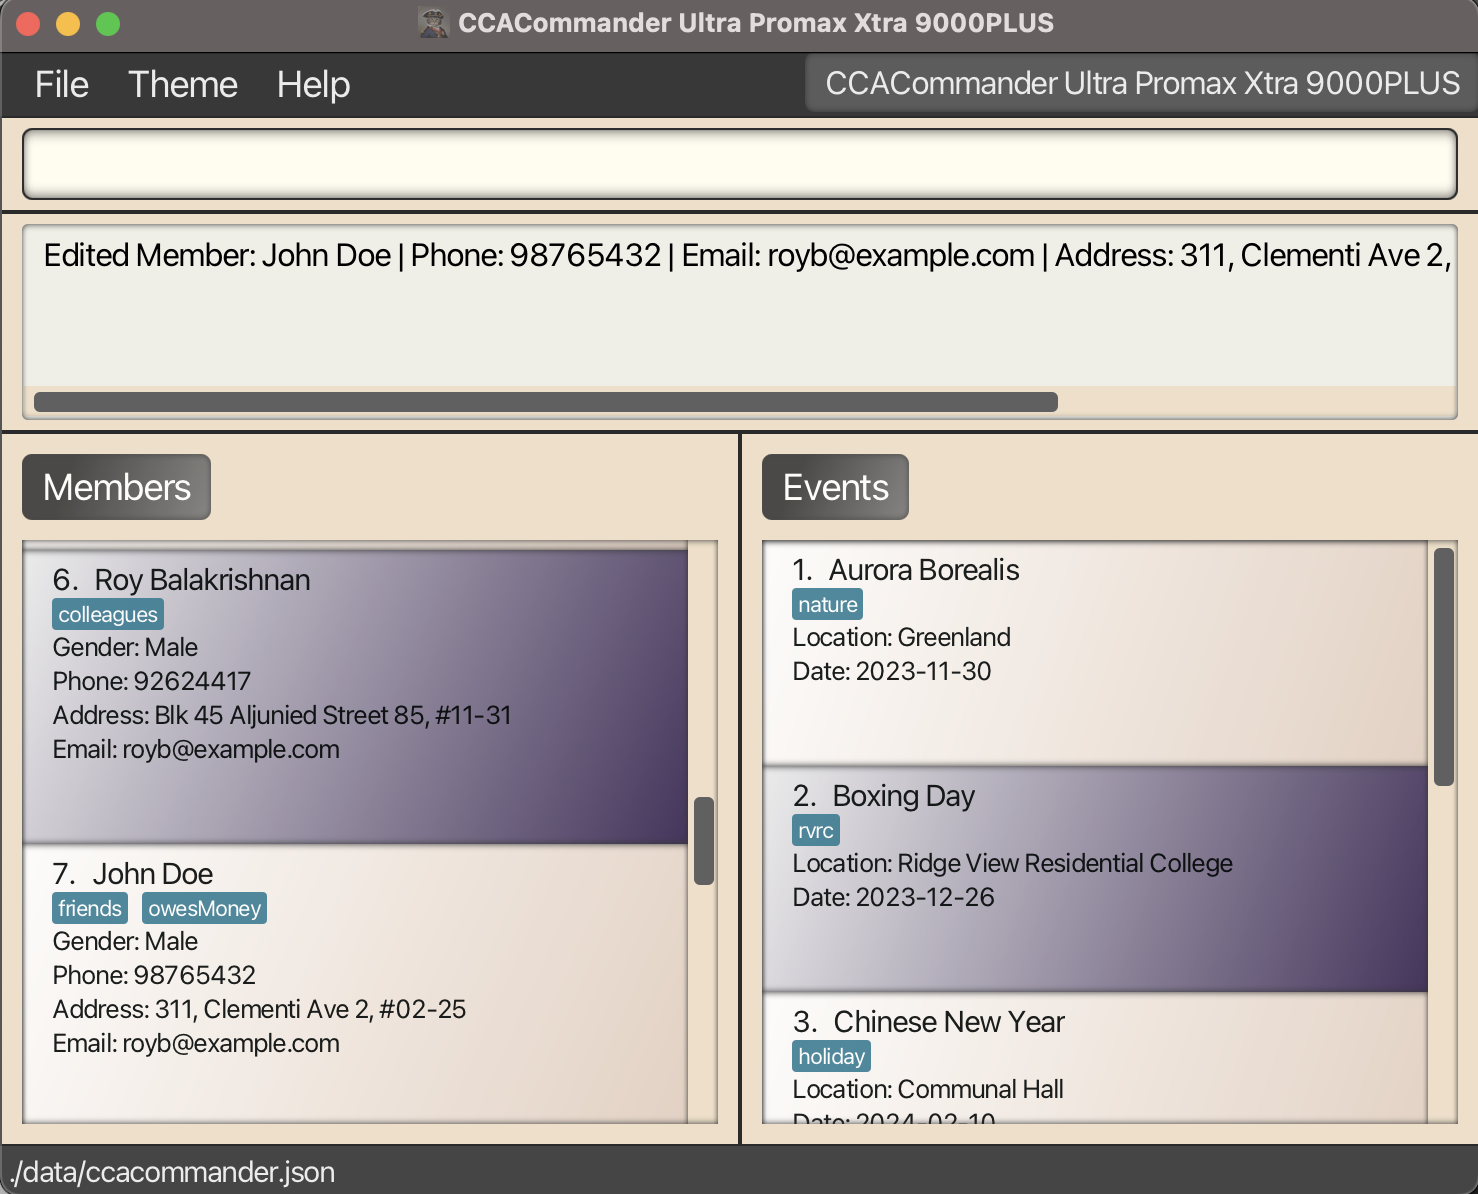 CCACommander Ultra Promax Xtra 9000PLUS
File Theme Help CCACommander Ultra Promax Xtra 9000PLUS
Edited Member: John Doe | Phone: 98765432 | Email: royb@example.com | Address: 311, Clementi Ave 2,
Members
6. Roy Balakrishnan
colleagues
Gender: Male
Phone: 92624417
Address: Blk 45 Aljunied Street 85, #11-31
Email: royb@example.com
7. John Doe
friends owesMoney
Gender: Male
Phone: 98765432
Address: 311, Clementi Ave 2, #02-25
Email: royb@example.com
Events
1. Aurora Borealis
nature
Location: Greenland
Date: 2023-11-30
2. Boxing Day
rvrc
Location: Ridge View Residential College
Date: 2023-12-26
3. Chinese New Year
holiday
Location: Communal Hall
Date: 2024-02-10
./data/ccacommander.json